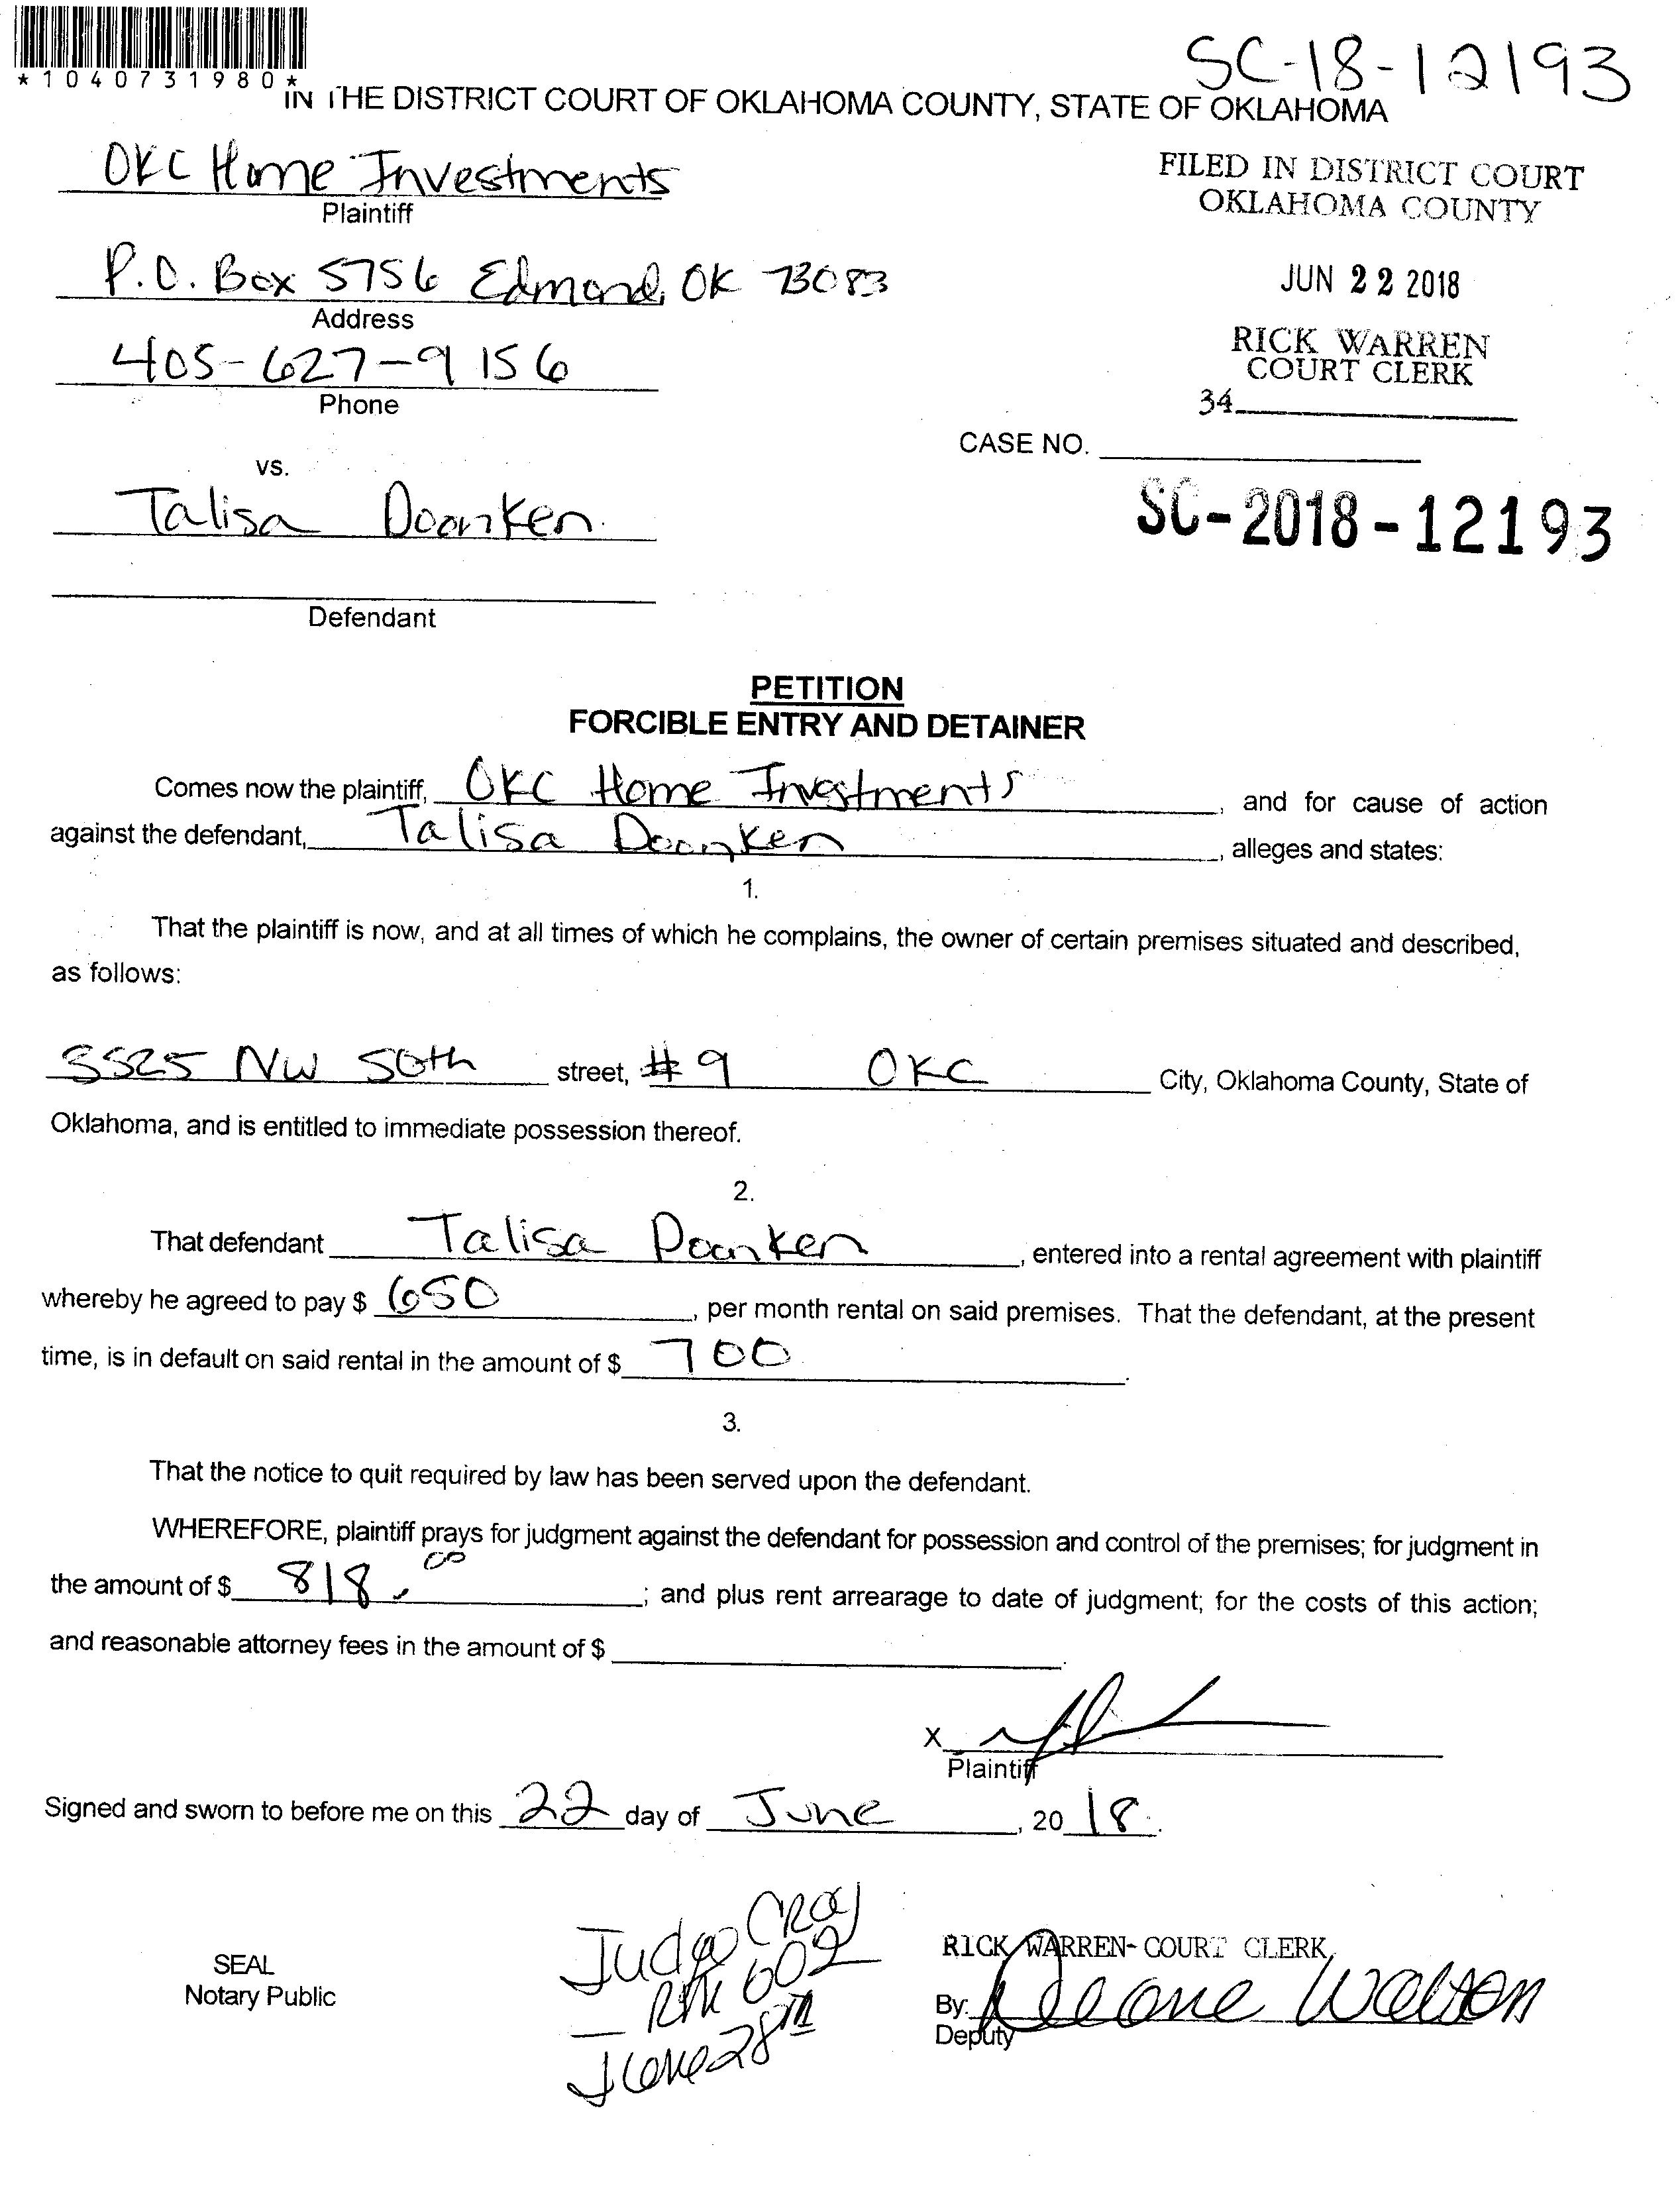 *1040731980*
SC-18-12193
IN THE DISTRICT COURT OF OKLAHOMA COUNTY, STATE OF OKLAHOMA
OKC Home Investments
Plaintiff
FILED IN DISTRICT COURT
OKLAHOMA COUNTY
P.O. Box 5756 Edmond, OK 73083
Address
JUN 22 2018
405-627-9156
Phone
RICK WARREN
COURT CLERK
34
CASE NO.
vs.
Talisa
SC-2018-12193
Defendant
PETITION
FORCIBLE ENTRY AND DETAINER
Comes now the plaintiff, OKC Home Investments, and for cause of action
against the defendant, Talisa, alleges and states:
1.
That the plaintiff is now, and at all times of which he complains, the owner of certain premises situated and described,
as follows:
NW 50th street, #9 OKC City, Oklahoma County, State of
Oklahoma, and is entitled to immediate possession thereof.
2.
That defendant Talisa, entered into a rental agreement with plaintiff
whereby he agreed to pay $ 650, per month rental on said premises. That the defendant, at the present
time, is in default on said rental in the amount of $ 700.
3.
That the notice to quit required by law has been served upon the defendant.
WHEREFORE, plaintiff prays for judgment against the defendant for possession and control of the premises; for judgment in
the amount of $ 818.00; and plus rent arrearage to date of judgment; for the costs of this action;
and reasonable attorney fees in the amount of $.
X
Plaintiff
Signed and sworn to before me on this 22 day of June, 2018.
Judge
RM 602
June 28TH
SEAL
Notary Public
RICK WARREN-COURT CLERK
By:
Deputy